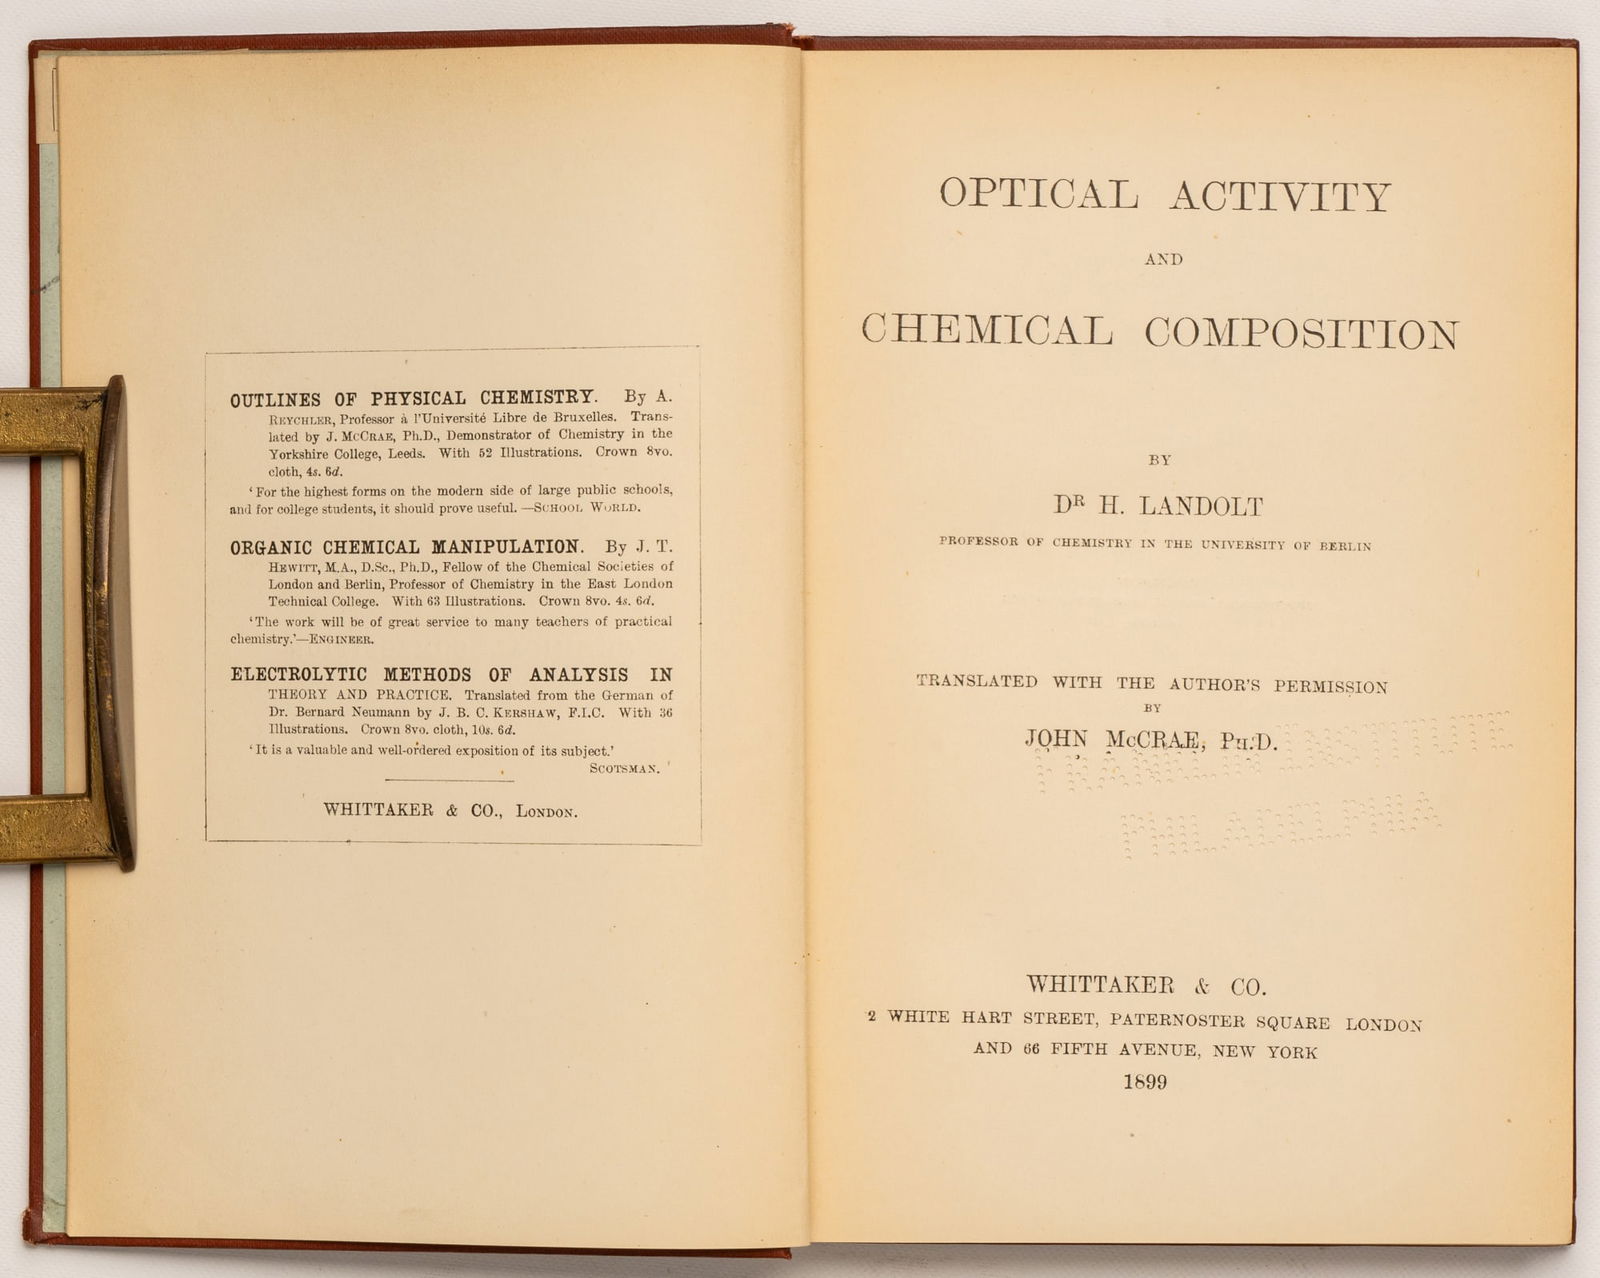 OUTLINES OF PHYSICAL CHEMISTRY. By A.
REYCHLER, Professor à l'Université Libre de Bruxelles. Trans-
lated by J. McCRAE, Ph.D., Demonstrator of Chemistry in the
Yorkshire College, Leeds. With 52 Illustrations. Crown 8vo.
cloth, 4s. 6d.
'For the highest forms on the modern side of large public schools,
and for college students, it should prove useful. —SCHOOL WORLD.
ORGANIC CHEMICAL MANIPULATION. By J. T.
HEWITT, M.A., D.Sc., Ph.D., Fellow of the Chemical Societies of
London and Berlin, Professor of Chemistry in the East London
Technical College. With 63 Illustrations. Crown 8vo. 4s. 6d.
'The work will be of great service to many teachers of practical
chemistry.'—ENGINEER.
ELECTROLYTIC METHODS OF ANALYSIS IN
THEORY AND PRACTICE. Translated from the German of
Dr. Bernard Neumann by J. B. C. KERSHAW, F.I.C. With 36
Illustrations. Crown 8vo. cloth, 10s. 6d.
'It is a valuable and well-ordered exposition of its subject.'
SCOTSMAN.
WHITTAKER & CO., LONDON.
OPTICAL ACTIVITY
AND
CHEMICAL COMPOSITION
BY
DR H. LANDOLT
PROFESSOR OF CHEMISTRY IN THE UNIVERSITY OF BERLIN
TRANSLATED WITH THE AUTHOR'S PERMISSION
BY
JOHN McCRAE, PH.D.
FRANKLIN INSTITUTE
PHILADELPHIA
WHITTAKER & CO.
2 WHITE HART STREET, PATERNOSTER SQUARE LONDON
AND 66 FIFTH AVENUE, NEW YORK
1899